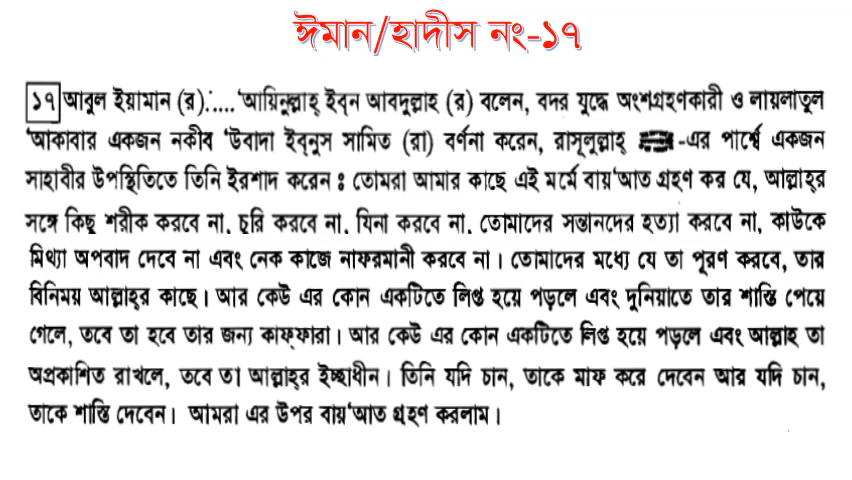 ঈমান/হাদীস নং-১৭
১৭ আবুল ইয়ামান (র).....'আয়িনুল্লাহ্ ইব্‌ন আবদুল্লাহ (র) বলেন, বদর যুদ্ধে অংশগ্রহণকারী ও লায়লাতুল
'আকাবার একজন নকীব 'উবাদা ইব্‌নুস সামিত (রা) বর্ণনা করেন, রাসূলুল্লাহ্ -এর পার্শ্বে একজন
সাহাবীর উপস্থিতিতে তিনি ইরশাদ করেন ঃ তোমরা আমার কাছে এই মর্মে বায়'আত গ্রহণ কর যে, আল্লাহ্‌র
সঙ্গে কিছু শরীক করবে না, চুরি করবে না, যিনা করবে না, তোমাদের সন্তানদের হত্যা করবে না, কাউকে
মিথ্যা অপবাদ দেবে না এবং নেক কাজে নাফরমানী করবে না। তোমাদের মধ্যে যে তা পূরণ করবে, তার
বিনিময় আল্লাহ্‌র কাছে। আর কেউ এর কোন একটিতে লিপ্ত হয়ে পড়লে এবং দুনিয়াতে তার শাস্তি পেয়ে
গেলে, তবে তা হবে তার জন্য কাফ্‌ফারা। আর কেউ এর কোন একটিতে লিপ্ত হয়ে পড়লে এবং আল্লাহ তা
অপ্রকাশিত রাখলে, তবে তা আল্লাহ্‌র ইচ্ছাধীন। তিনি যদি চান, তাকে মাফ করে দেবেন আর যদি চান,
তাকে শাস্তি দেবেন। আমরা এর উপর বায়'আত গ্রহণ করলাম।